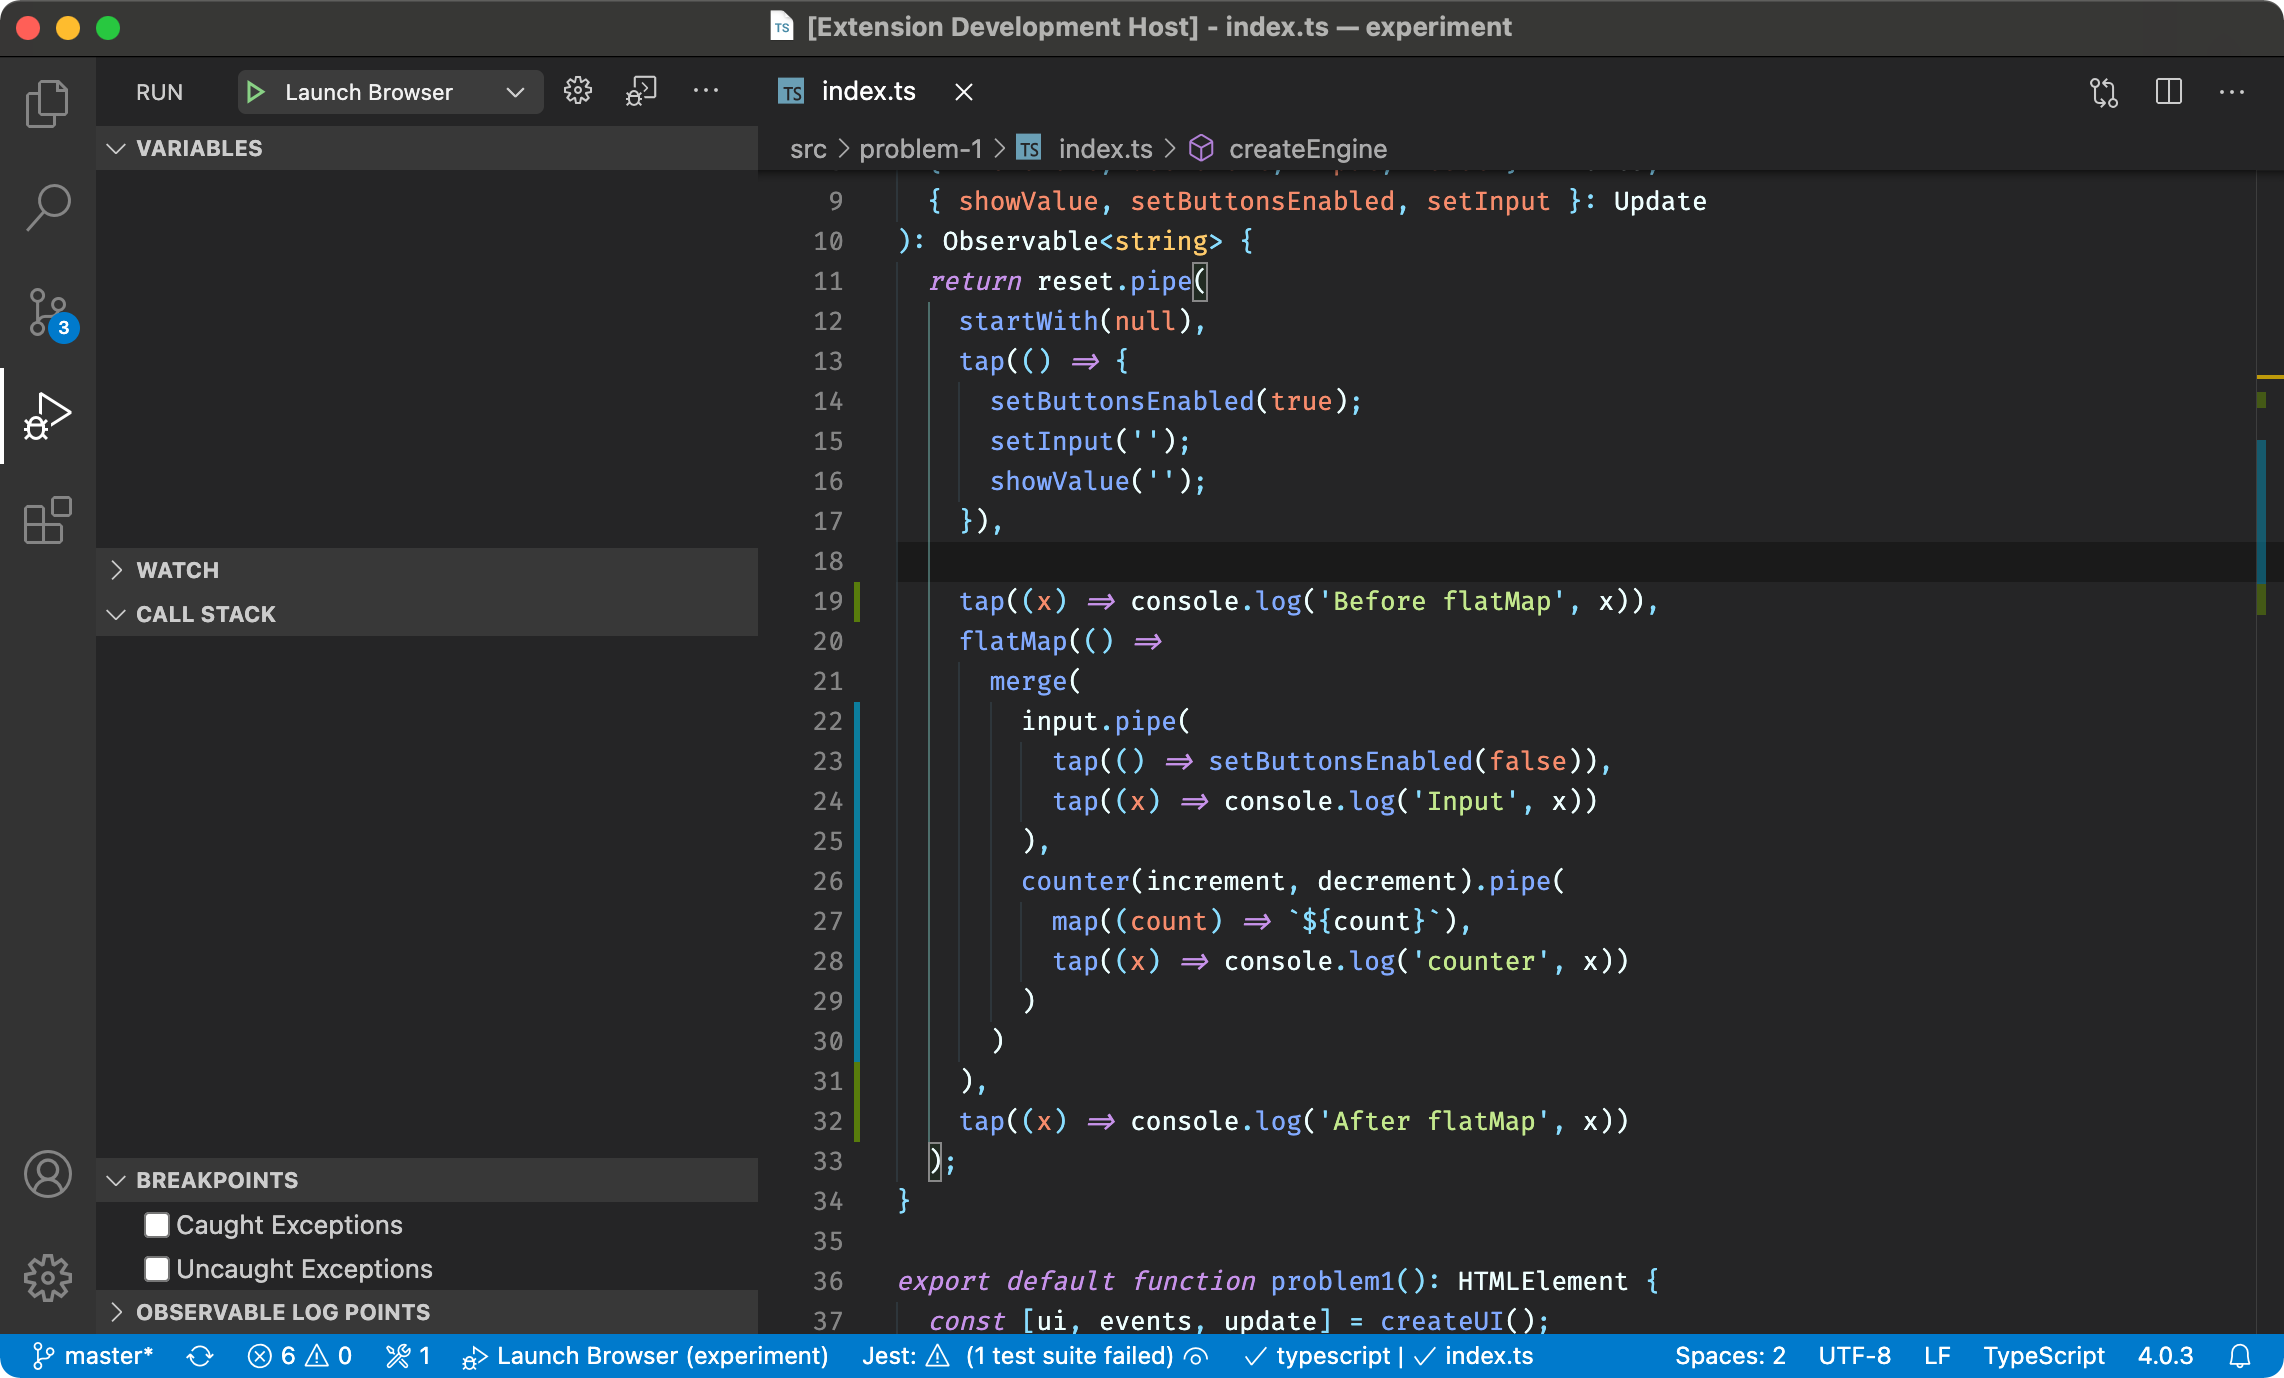 [Extension Development Host] - index.ts — experiment
RUN
Launch Browser
TS index.ts
VARIABLES
src > problem-1 > TS index.ts > createEngine
9 { showValue, setButtonsEnabled, setInput }: Update
10 ): Observable<string> {
11 return reset.pipe(
12 startWith(null),
13 tap(() => {
14 setButtonsEnabled(true);
15 setInput('');
16 showValue('');
17 }),
18
19 tap((x) => console.log('Before flatMap', x)),
20 flatMap(() =>
21 merge(
22 input.pipe(
23 tap(() => setButtonsEnabled(false)),
24 tap((x) => console.log('Input', x))
25 ),
26 counter(increment, decrement).pipe(
27 map((count) => `${count}`),
28 tap((x) => console.log('counter', x))
29 )
30 )
31 ),
32 tap((x) => console.log('After flatMap', x))
33 );
34 }
35
36 export default function problem1(): HTMLElement {
37 const [ui, events, update] = createUI();
3
WATCH
CALL STACK
BREAKPOINTS
Caught Exceptions
Uncaught Exceptions
OBSERVABLE LOG POINTS
master* 6 0 1 Launch Browser (experiment) Jest: (1 test suite failed) typescript | index.ts Spaces: 2 UTF-8 LF TypeScript 4.0.3